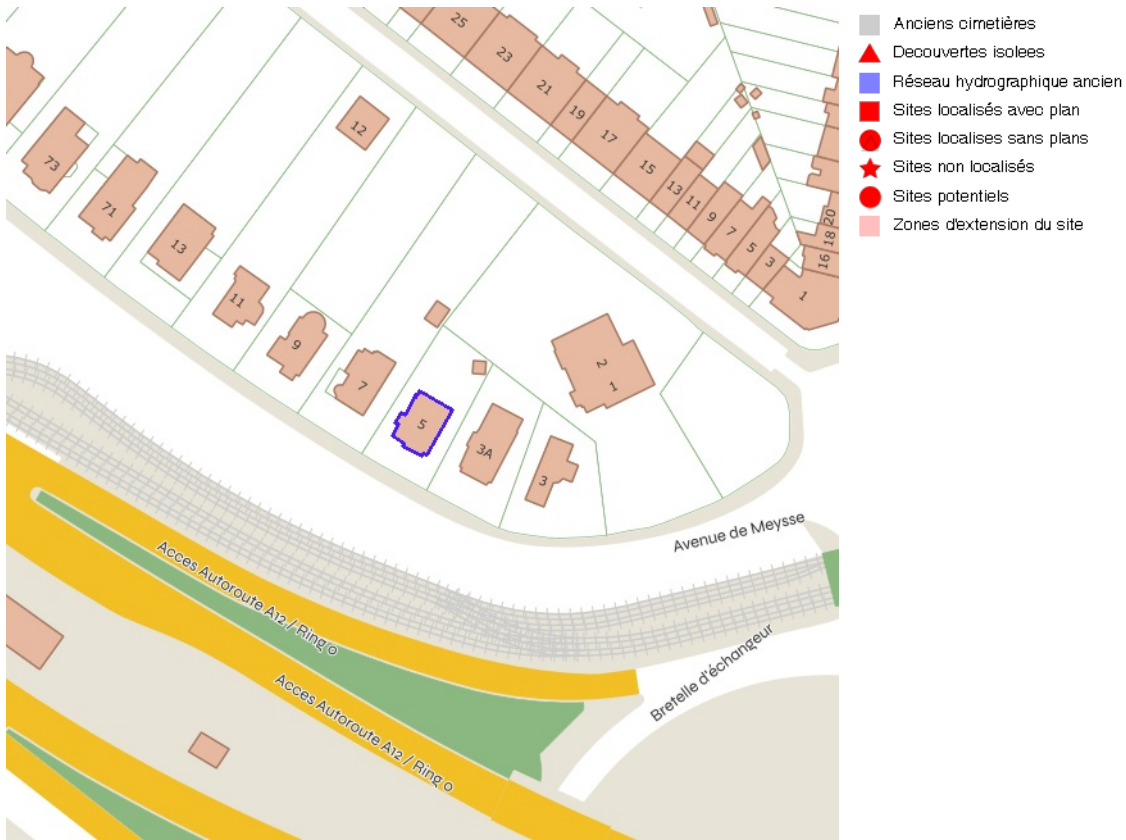 25
23
21
19
17
15
13
11
9
7
5
3
1
20
18
16
12
73
71
13
11
9
7
5
3A
3
2
1
Avenue de Meysse
Acces Autoroute A12 / Ring 0
Acces Autoroute A12 / Ring 0
Bretelle d'échangeur
Anciens cimetières
Decouvertes isolees
Réseau hydrographique ancien
Sites localisés avec plan
Sites localises sans plans
Sites non localisés
Sites potentiels
Zones d'extension du site